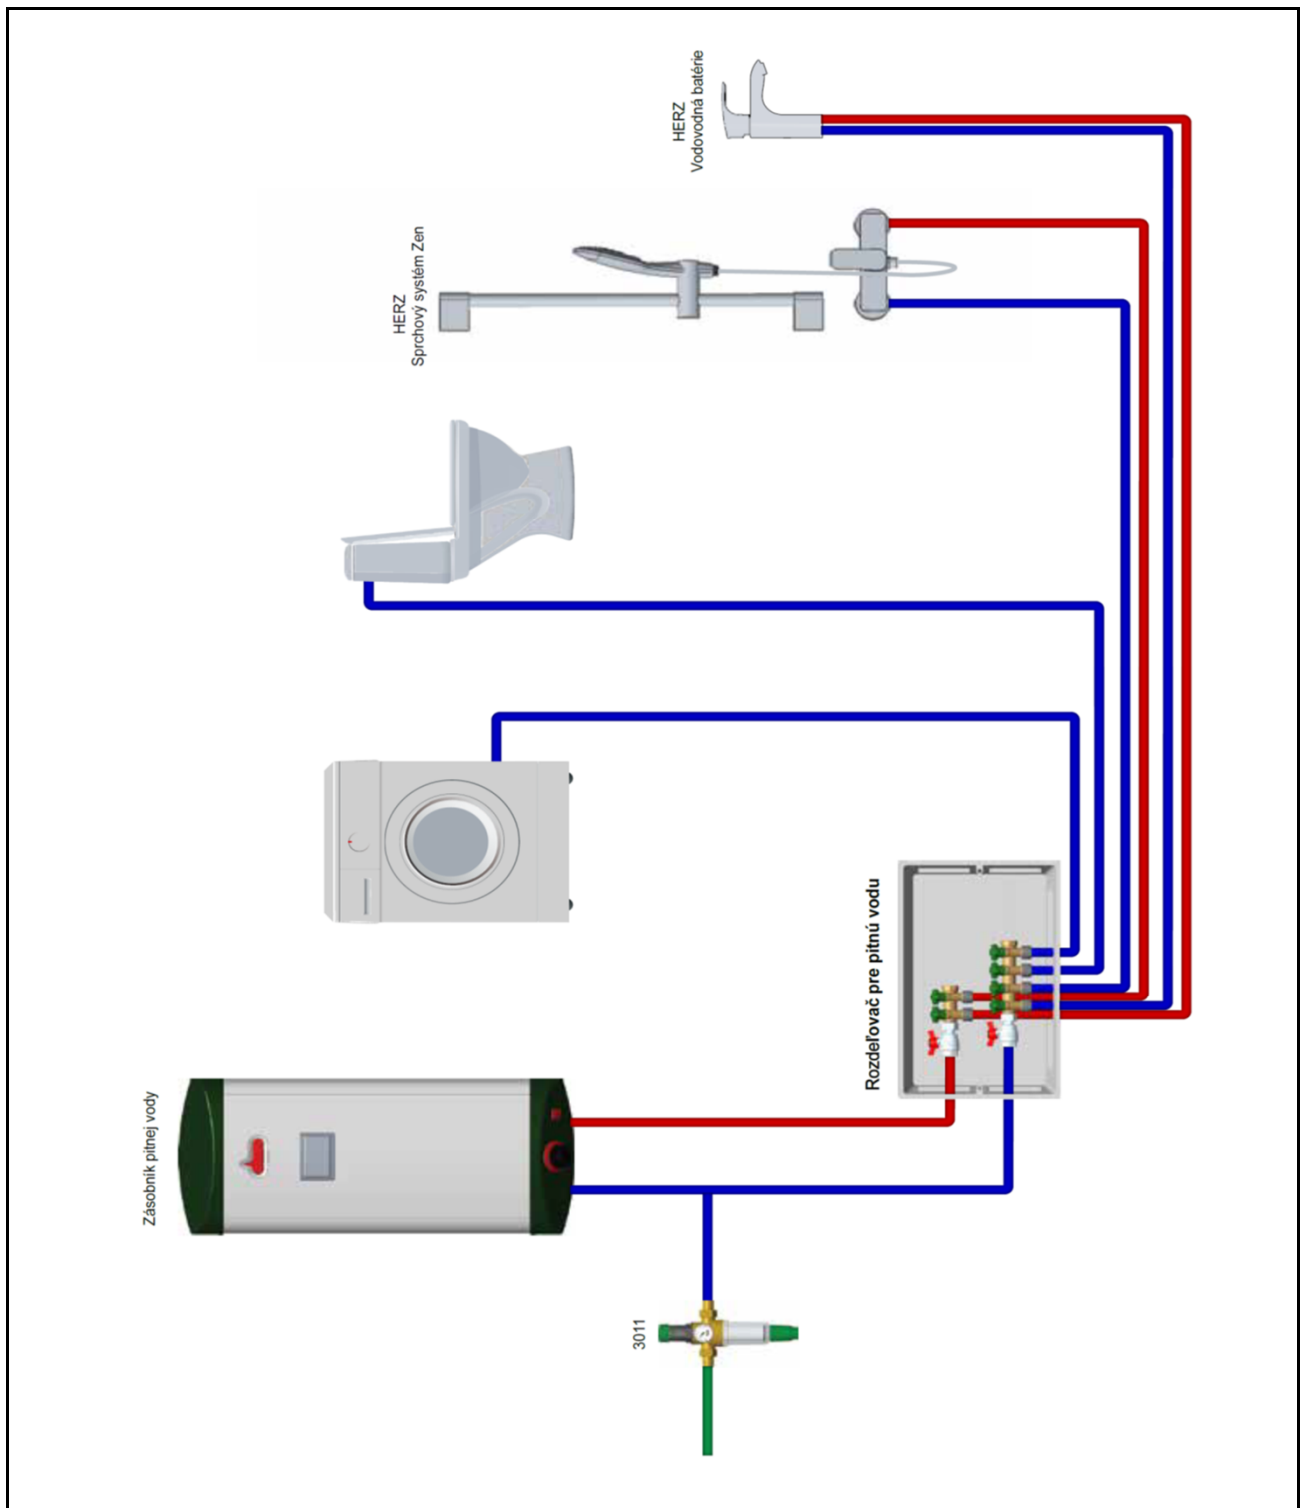 Zásobník pitnej vody
3011
Rozdeľovač pre pitnú vodu
HERZ
Sprchový systém Zen
HERZ
Vodovodná batérie